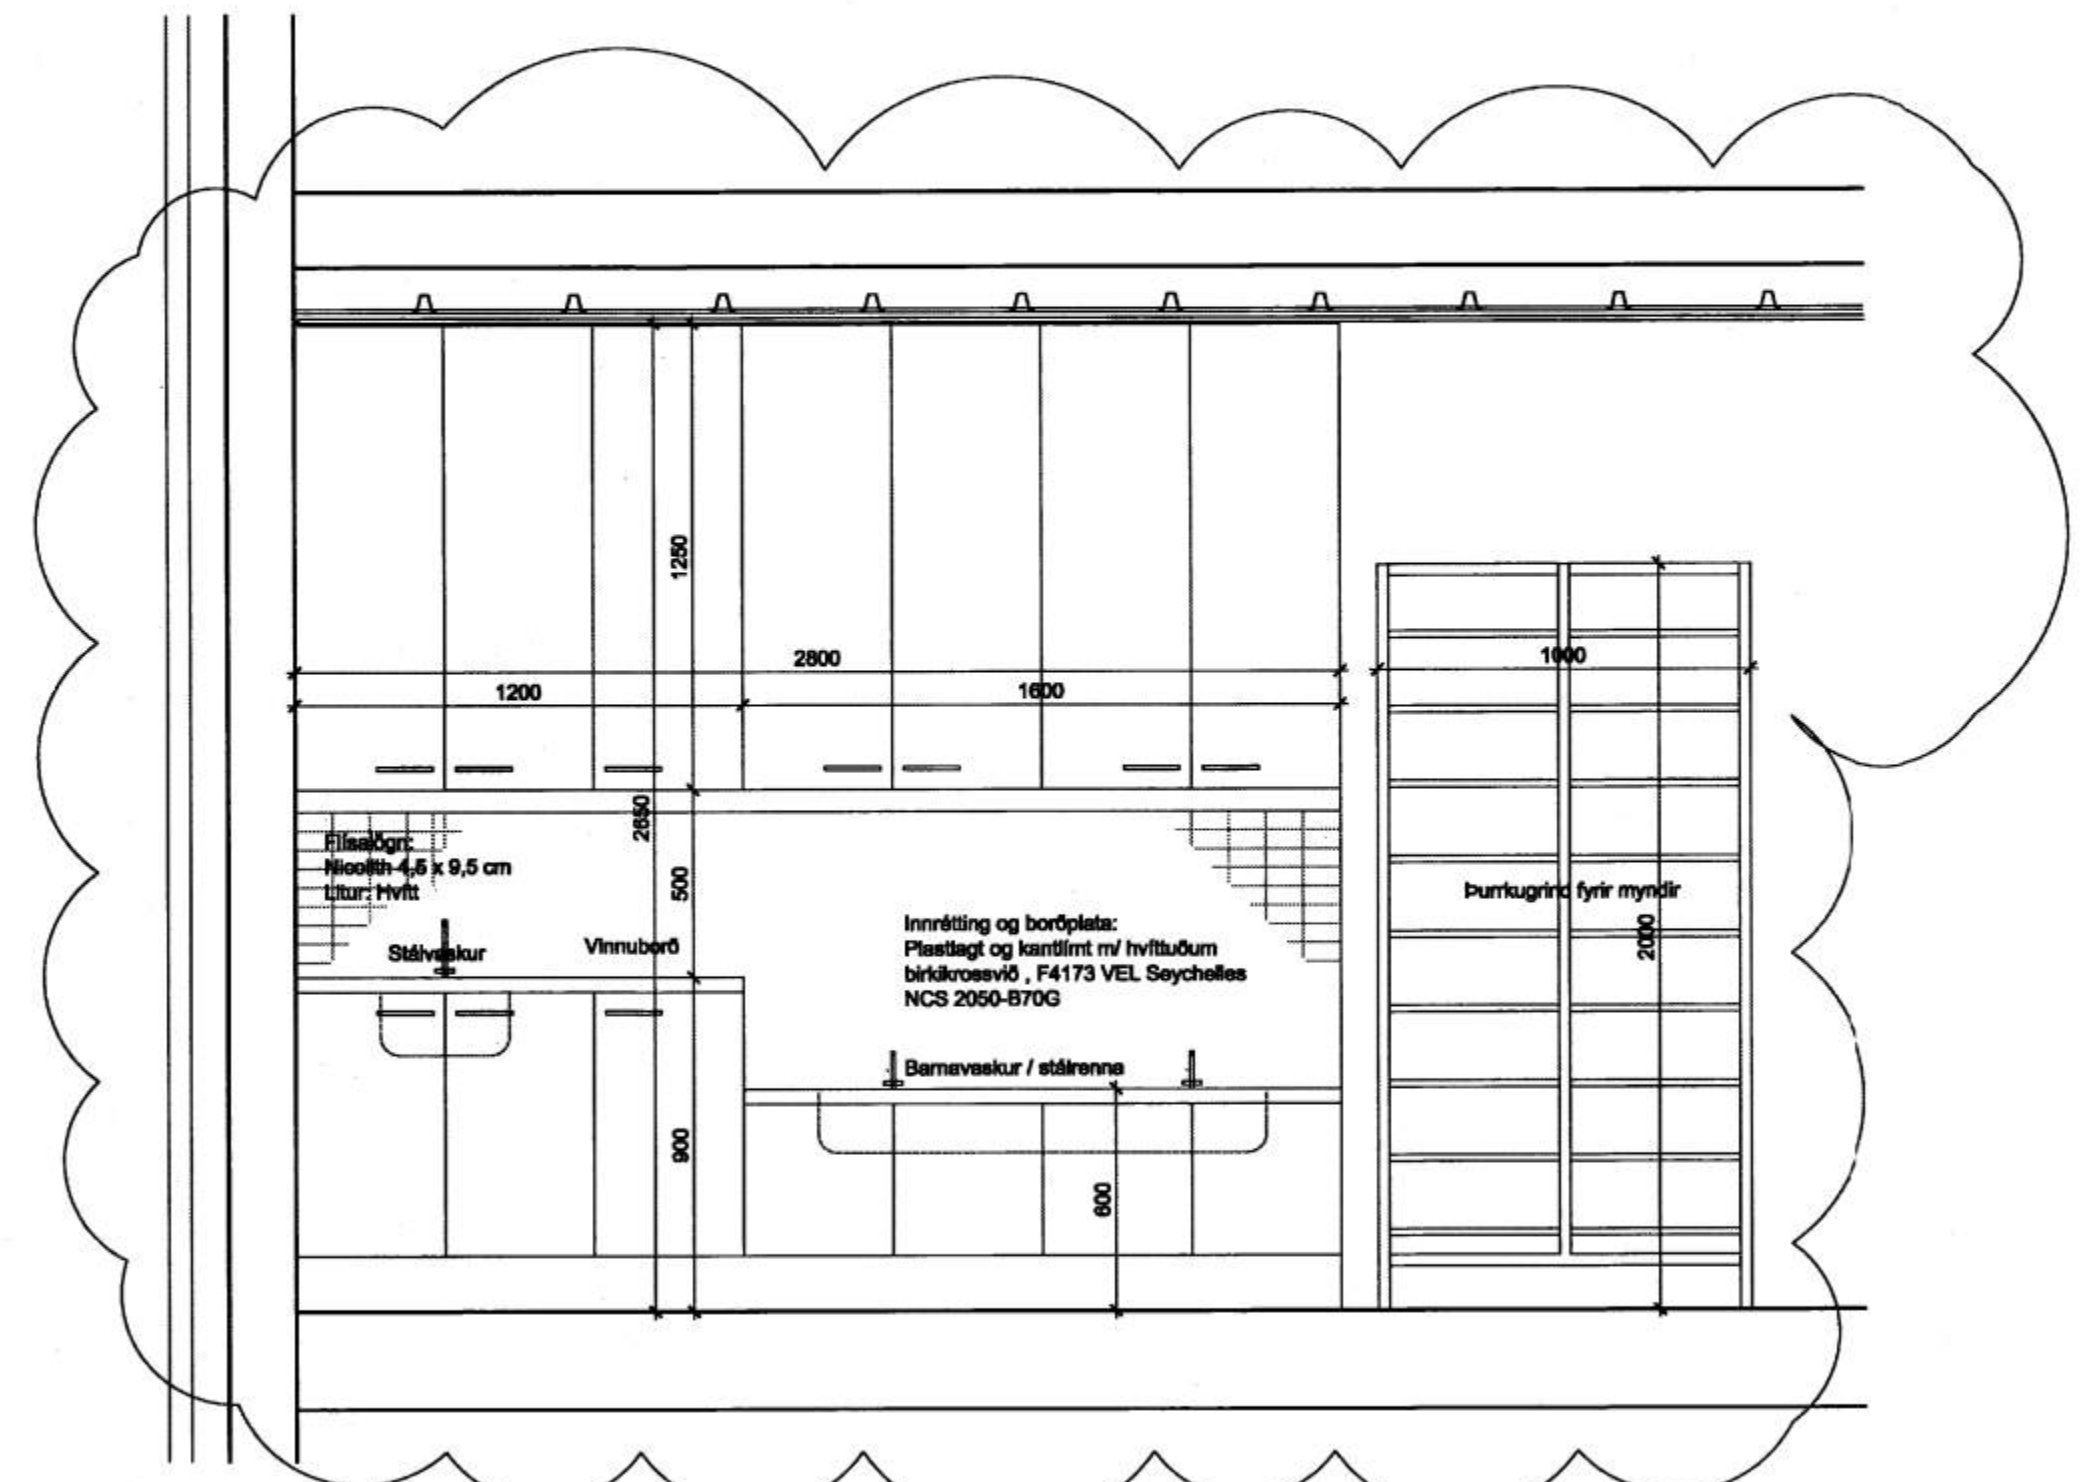 1250
2800
1000
1200
1600
2650
Flísalögn:
Nicolith 4,5 x 9,5 cm
Litur: Hvítt
500
Þurrkugrind fyrir myndir
Innrétting og borðplata:
Plastlagt og kantlímt m/ hvíttuðum
birkikrossvið , F4173 VEL Seychelles
NCS 2050-B70G
2000
Stálvaskur
Vinnuborð
Barnavaskur / stálrenna
900
600